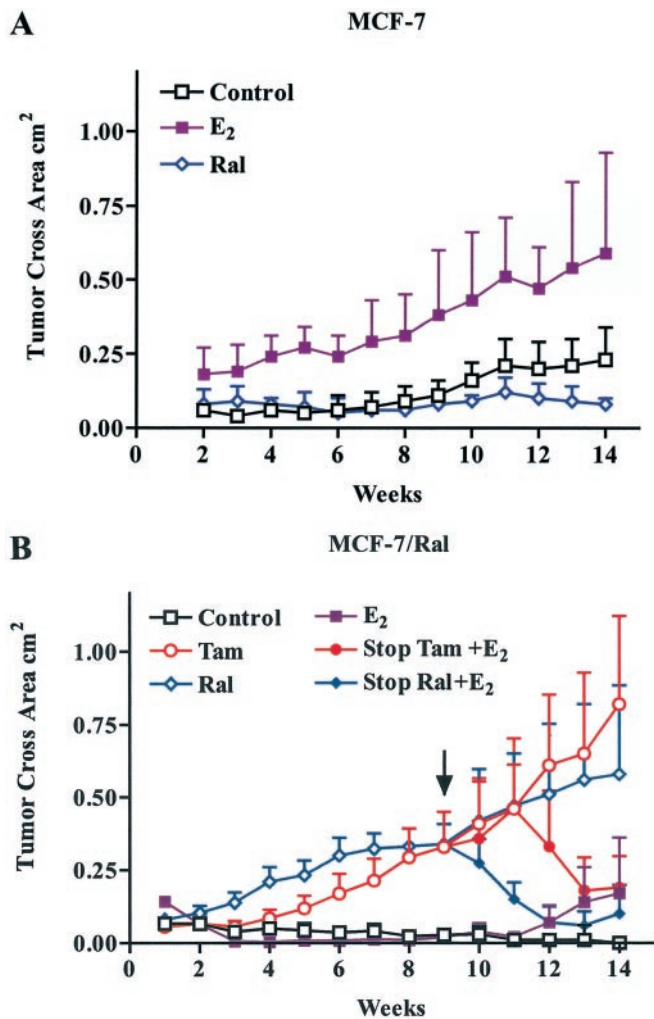 A
MCF-7
Tumor Cross Area cm²
1.00
0.75
0.50
0.25
0.00
Control
E₂
Ral
0 2 4 6 8 10 12 14
Weeks
B
MCF-7/Ral
Tumor Cross Area cm²
1.00
0.75
0.50
0.25
0.00
Control
Tam
Ral
E₂
Stop Tam +E₂
Stop Ral+E₂
0 2 4 6 8 10 12 14
Weeks